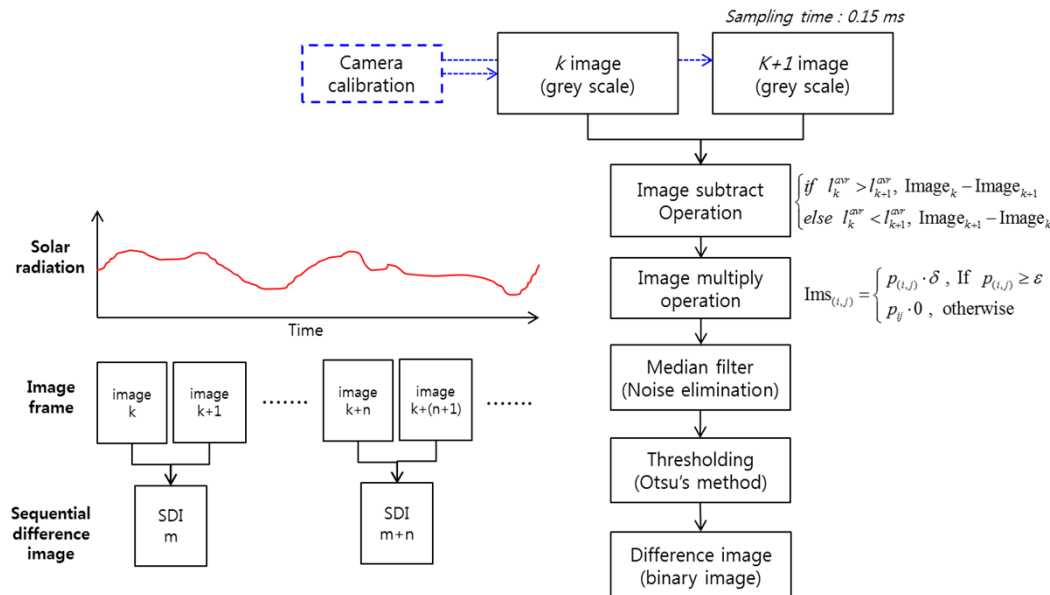 Sampling time : 0.15 ms
Camera
calibration
k image
(grey scale)
K+1 image
(grey scale)
Image subtract
Operation
if l_k^{avr} > l_{k+1}^{avr}, Image_k − Image_{k+1}
else l_k^{avr} < l_{k+1}^{avr}, Image_{k+1} − Image_k
Solar
radiation
Time
Image multiply
operation
Ims_{(i,j)} = { p_{(i,j)} · δ , If p_{(i,j)} ≥ ε
p_{ij} · 0 , otherwise
Median filter
(Noise elimination)
Image
frame
image
k
image
k+1
.......
image
k+n
image
k+(n+1)
.......
Thresholding
(Otsu's method)
Sequential
difference
image
SDI
m
SDI
m+n
Difference image
(binary image)